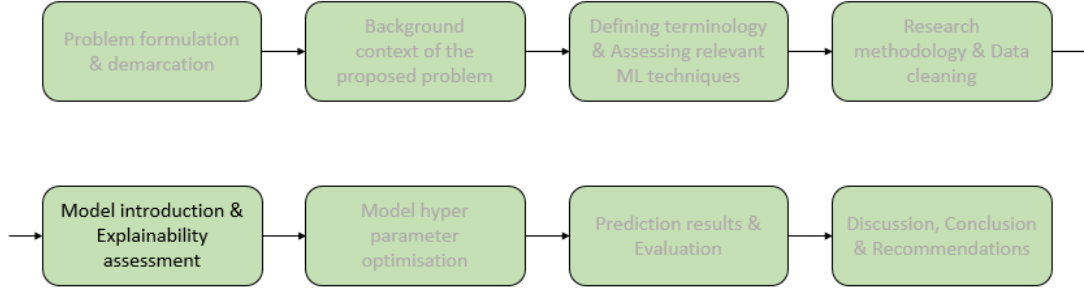 Problem formulation
& demarcation
Background
context of the
proposed problem
Defining terminology
& Assessing relevant
ML techniques
Research
methodology & Data
cleaning
Model introduction &
Explainability
assessment
Model hyper
parameter
optimisation
Prediction results &
Evaluation
Discussion, Conclusion
& Recommendations